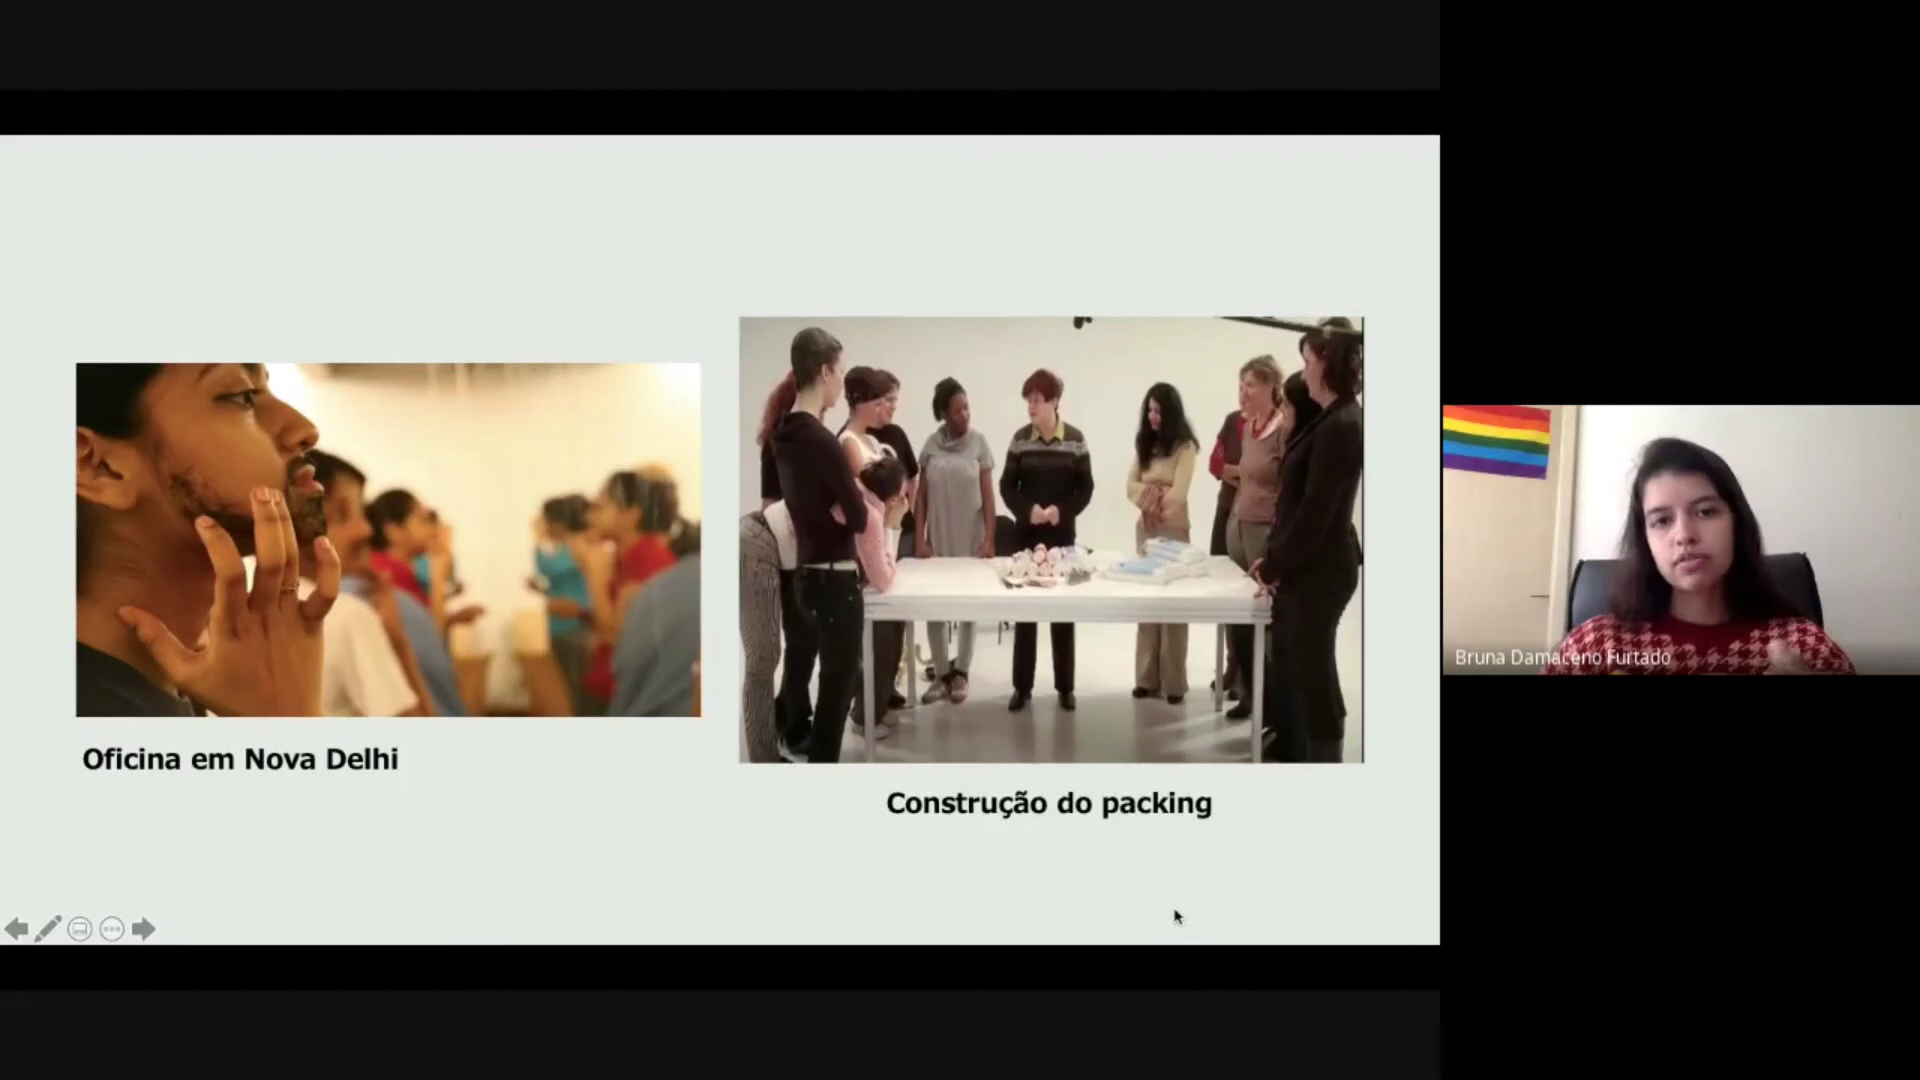 Oficina em Nova Delhi
Construção do packing
Bruna Damaceno Furtado